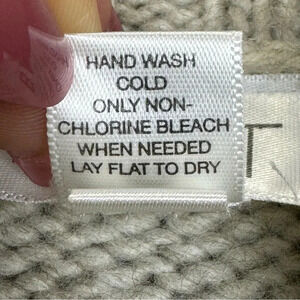 HAND WASH
COLD
ONLY NON-
CHLORINE BLEACH
WHEN NEEDED
LAY FLAT TO DRY